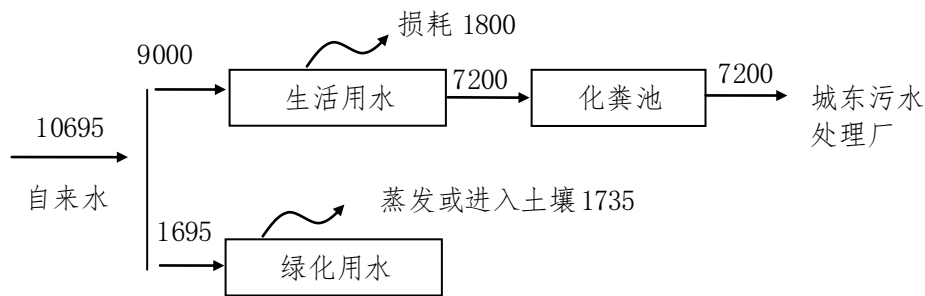 损耗 1800
9000
7200
7200
生活用水
化粪池
城东污水
处理厂
10695
自来水
蒸发或进入土壤 1735
1695
绿化用水